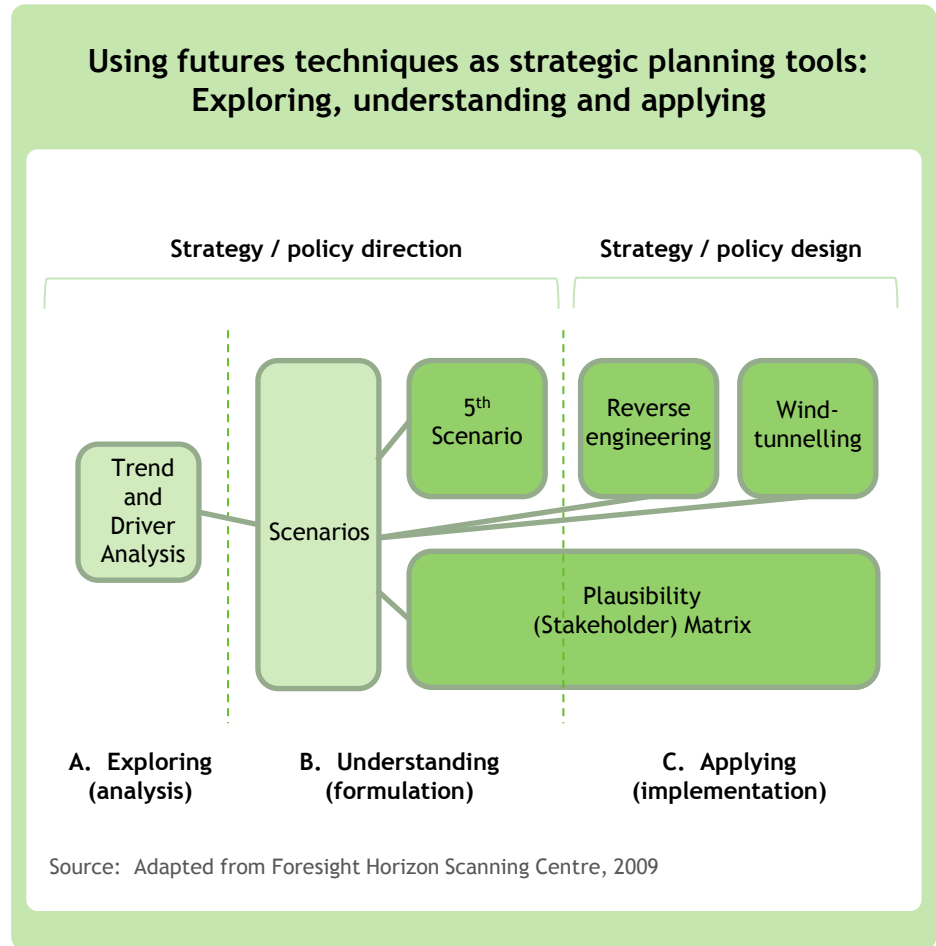 Using futures techniques as strategic planning tools:
Exploring, understanding and applying
Strategy / policy direction
Strategy / policy design
Trend
and
Driver
Analysis
Scenarios
5th
Scenario
Reverse
engineering
Wind-
tunnelling
Plausibility
(Stakeholder) Matrix
A. Exploring
(analysis)
B. Understanding
(formulation)
C. Applying
(implementation)
Source: Adapted from Foresight Horizon Scanning Centre, 2009